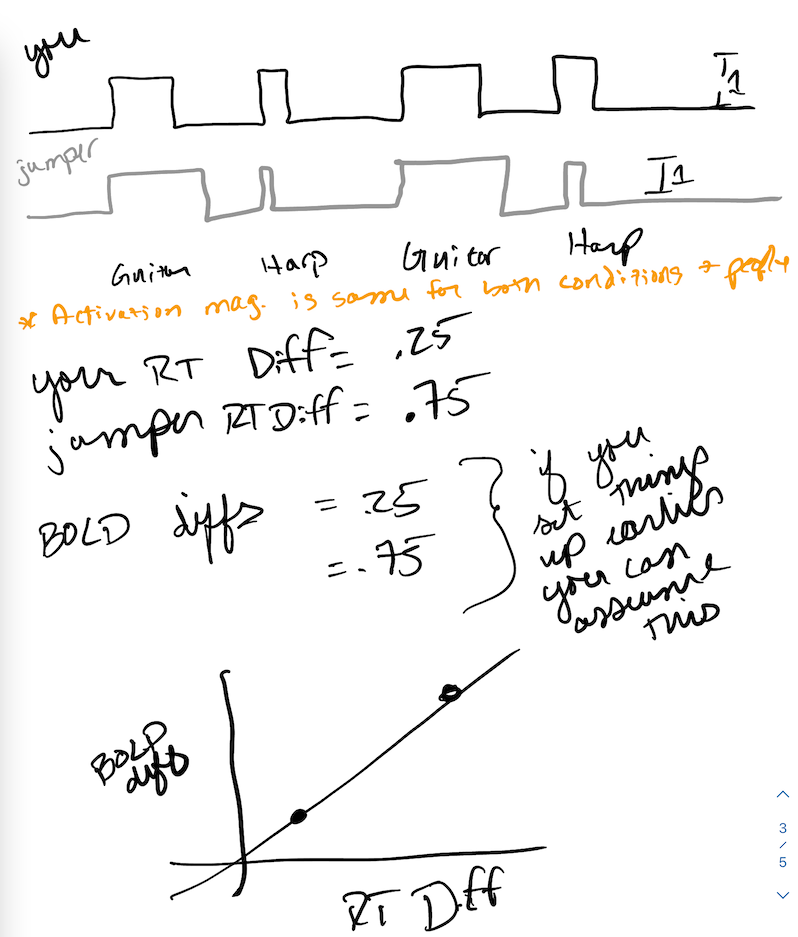 you
T1
jumper
I1
Guitar Harp Guitar Harp
* Activation mag. is same for both conditions + people
your RT Diff = .25
jumper RT Diff = .75
BOLD diffs = .25
= .75
if you
set things
up earlier
you can
assume
this
BOLD
diff
RT Diff
3
/
5